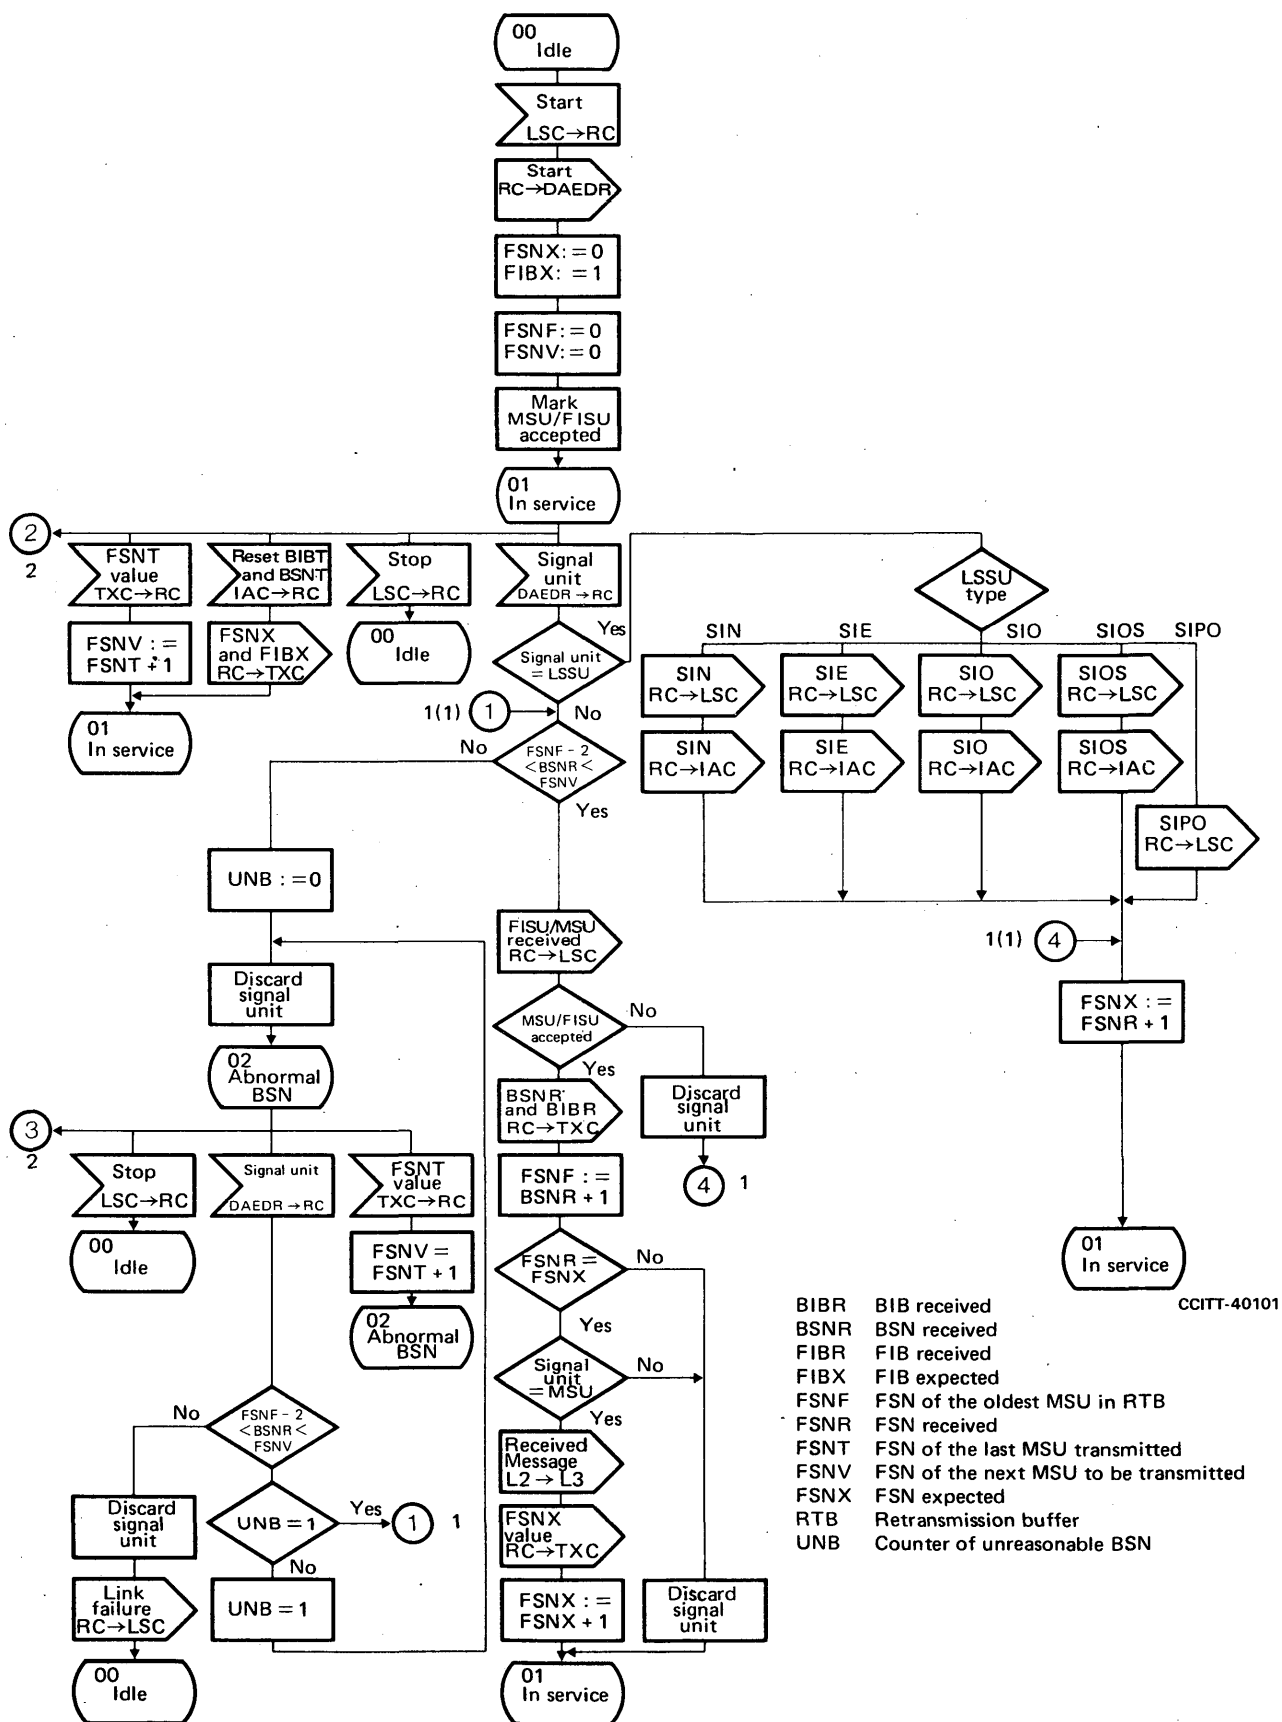 00
Idle
Start
LSC→RC
Start
RC→DAEDR
FSNX:=0
FIBX: =1
FSNF:=0
FSNV:=0
Mark
MSU/FISU
accepted
01
In service
2
2
FSNT
value
TXC→RC
Reset BIBT
and BSNT
IAC→RC
Stop
LSC→RC
Signal
unit
DAEDR→RC
FSNV :=
FSNT +1
FSNX
and FIBX
RC→TXC
00
Idle
Signal unit
=LSSU
Yes
No
01
In service
LSSU
type
SIN
SIE
SIO
SIOS
SIPO
SIN
RC→LSC
SIE
RC→LSC
SIO
RC→LSC
SIOS
RC→LSC
SIN
RC→IAC
SIE
RC→IAC
SIO
RC→IAC
SIOS
RC→IAC
SIPO
RC→LSC
1(1)
1
No
FSNF-2
<BSNR<
FSNV
Yes
UNB :=0
Discard
signal
unit
02
Abnormal
BSN
FISU/MSU
received
RC→LSC
MSU/FISU
accepted
No
Yes
1(1)
4
FSNX :=
FSNR+1
BSNR
and BIBR
RC→TXC
Discard
signal
unit
4
1
3
2
Stop
LSC→RC
Signal unit
DAEDR→RC
FSNT
value
TXC→RC
FSNF :=
BSNR+1
00
Idle
FSNV =
FSNT+1
02
Abnormal
BSN
FSNR=
FSNX
No
Yes
01
In service
CCITT-40101
Signal
unit
=MSU
No
Yes
No
FSNF-2
<BSNR<
FSNV
Received
Message
L2→L3
Discard
signal
unit
UNB=1
Yes
1
1
No
FSNX
value
RC→TXC
Link
failure
RC→LSC
UNB=1
FSNX :=
FSNX+1
Discard
signal
unit
00
Idle
01
In service
BIBR BIB received
BSNR BSN received
FIBR FIB received
FIBX FIB expected
FSNF FSN of the oldest MSU in RTB
FSNR FSN received
FSNT FSN of the last MSU transmitted
FSNV FSN of the next MSU to be transmitted
FSNX FSN expected
RTB Retransmission buffer
UNB Counter of unreasonable BSN